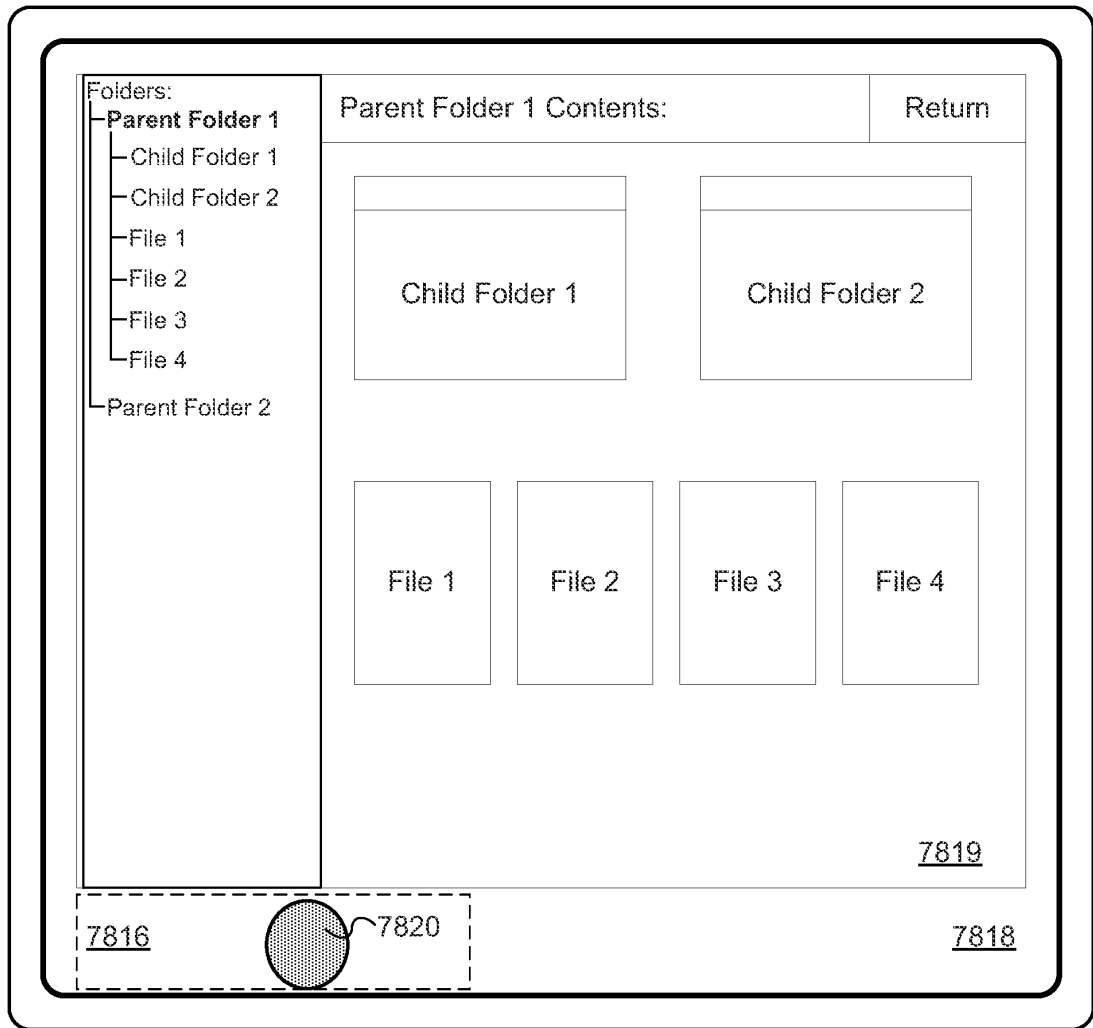 Folders:
Parent Folder 1
Child Folder 1
Child Folder 2
File 1
File 2
File 3
File 4
Parent Folder 2
Parent Folder 1 Contents:
Return
Child Folder 1
Child Folder 2
File 1
File 2
File 3
File 4
7819
7816
7820
7818